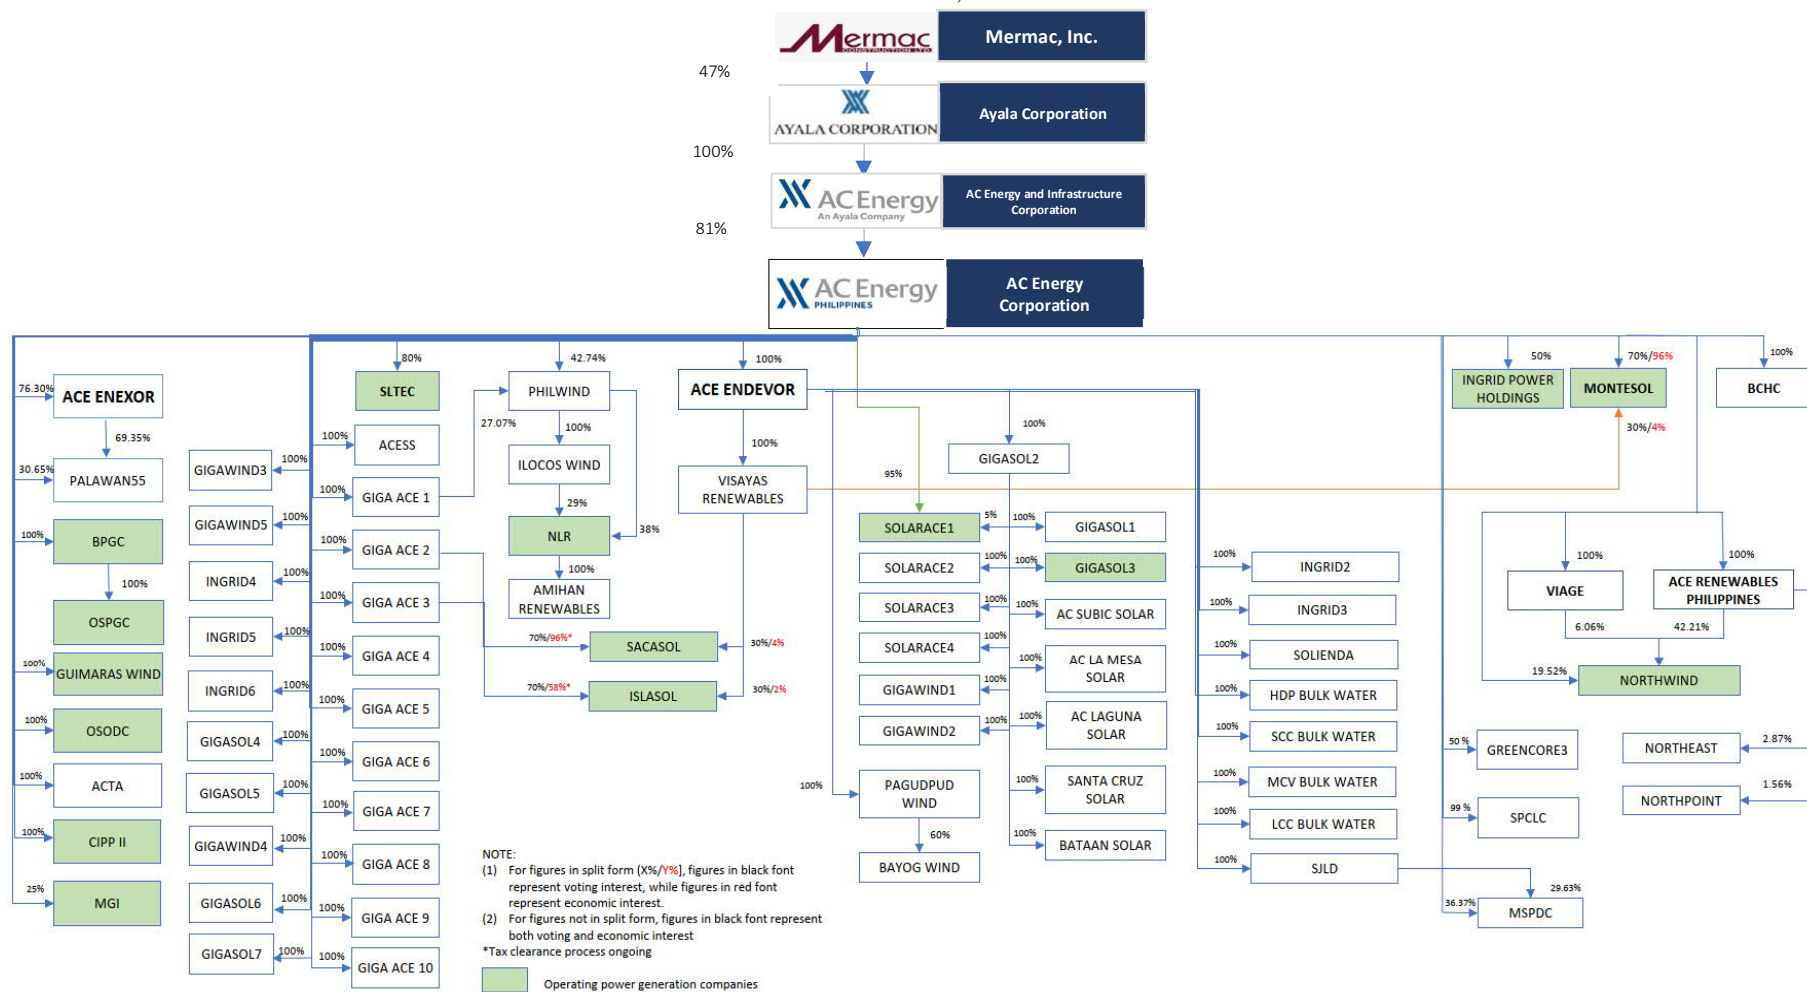 Mermac
CONSTRUCTION LTD.
Mermac, Inc.
47%
AYALA CORPORATION
Ayala Corporation
100%
AC Energy
An Ayala Company
AC Energy and Infrastructure
Corporation
81%
AC Energy
PHILIPPINES
AC Energy
Corporation
76.30%
ACE ENEXOR
69.35%
30.65%
PALAWAN55
100%
BPGC
100%
OSPGC
100%
GUIMARAS WIND
100%
OSODC
100%
ACTA
100%
CIPP II
25%
MGI
GIGAWIND3
100%
GIGAWIND5
100%
INGRID4
100%
INGRID5
100%
INGRID6
100%
GIGASOL4
100%
GIGASOL5
100%
GIGAWIND4
100%
GIGASOL6
100%
GIGASOL7
100%
80%
SLTEC
100%
ACESS
100%
GIGA ACE 1
100%
GIGA ACE 2
100%
GIGA ACE 3
100%
GIGA ACE 4
100%
GIGA ACE 5
100%
GIGA ACE 6
100%
GIGA ACE 7
100%
GIGA ACE 8
100%
GIGA ACE 9
100%
GIGA ACE 10
42.74%
PHILWIND
27.07%
100%
ILOCOS WIND
29%
NLR
38%
100%
AMIHAN
RENEWABLES
70%/96%*
SACASOL
30%/4%
70%/58%*
ISLASOL
30%/2%
100%
ACE ENDEVOR
100%
VISAYAS
RENEWABLES
95%
100%
GIGASOL2
SOLARACE1
5%
100%
GIGASOL1
SOLARACE2
100%
100%
GIGASOL3
SOLARACE3
100%
100%
AC SUBIC SOLAR
SOLARACE4
100%
100%
AC LA MESA
SOLAR
GIGAWIND1
100%
GIGAWIND2
100%
100%
AC LAGUNA
SOLAR
100%
PAGUDPUD
WIND
100%
SANTA CRUZ
SOLAR
60%
BAYOG WIND
100%
BATAAN SOLAR
100%
INGRID2
100%
INGRID3
100%
SOLIENDA
100%
HDP BULK WATER
100%
SCC BULK WATER
100%
MCV BULK WATER
100%
LCC BULK WATER
100%
SJLD
50%
INGRID POWER
HOLDINGS
70%/96%
MONTESOL
30%/4%
100%
BCHC
100%
VIAGE
100%
ACE RENEWABLES
PHILIPPINES
6.06%
42.21%
19.52%
NORTHWIND
50 %
GREENCORE3
NORTHEAST
2.87%
99 %
SPCLC
NORTHPOINT
1.56%
29.63%
36.37%
MSPDC
NOTE:
(1) For figures in split form (X%/Y%], figures in black font
represent voting interest, while figures in red font
represent economic interest.
(2) For figures not in split form, figures in black font represent
both voting and economic interest
*Tax clearance process ongoing
Operating power generation companies